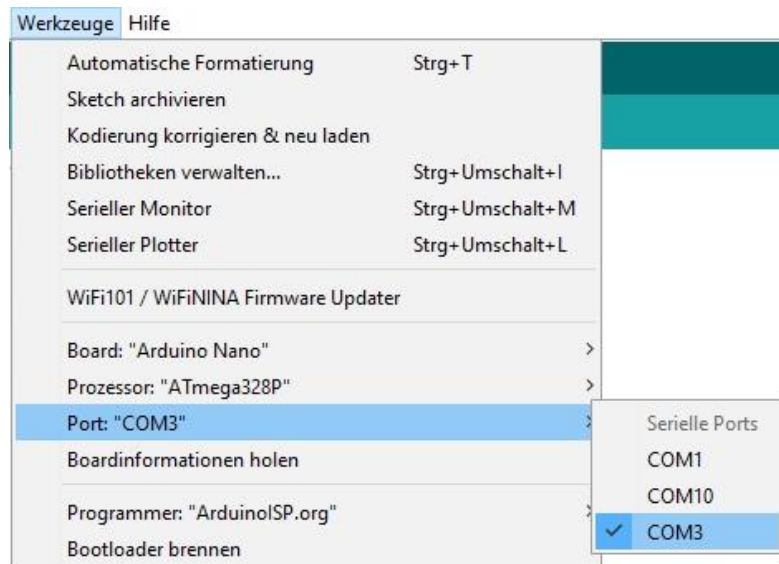 Werkzeuge Hilfe
Automatische Formatierung Strg+T
Sketch archivieren
Kodierung korrigieren & neu laden
Bibliotheken verwalten... Strg+Umschalt+I
Serieller Monitor Strg+Umschalt+M
Serieller Plotter Strg+Umschalt+L
WiFi101 / WiFiNINA Firmware Updater
Board: "Arduino Nano"
Prozessor: "ATmega328P"
Port: "COM3"
Serielle Ports
Boardinformationen holen
COM1
COM10
Programmer: "ArduinoISP.org"
COM3
Bootloader brennen